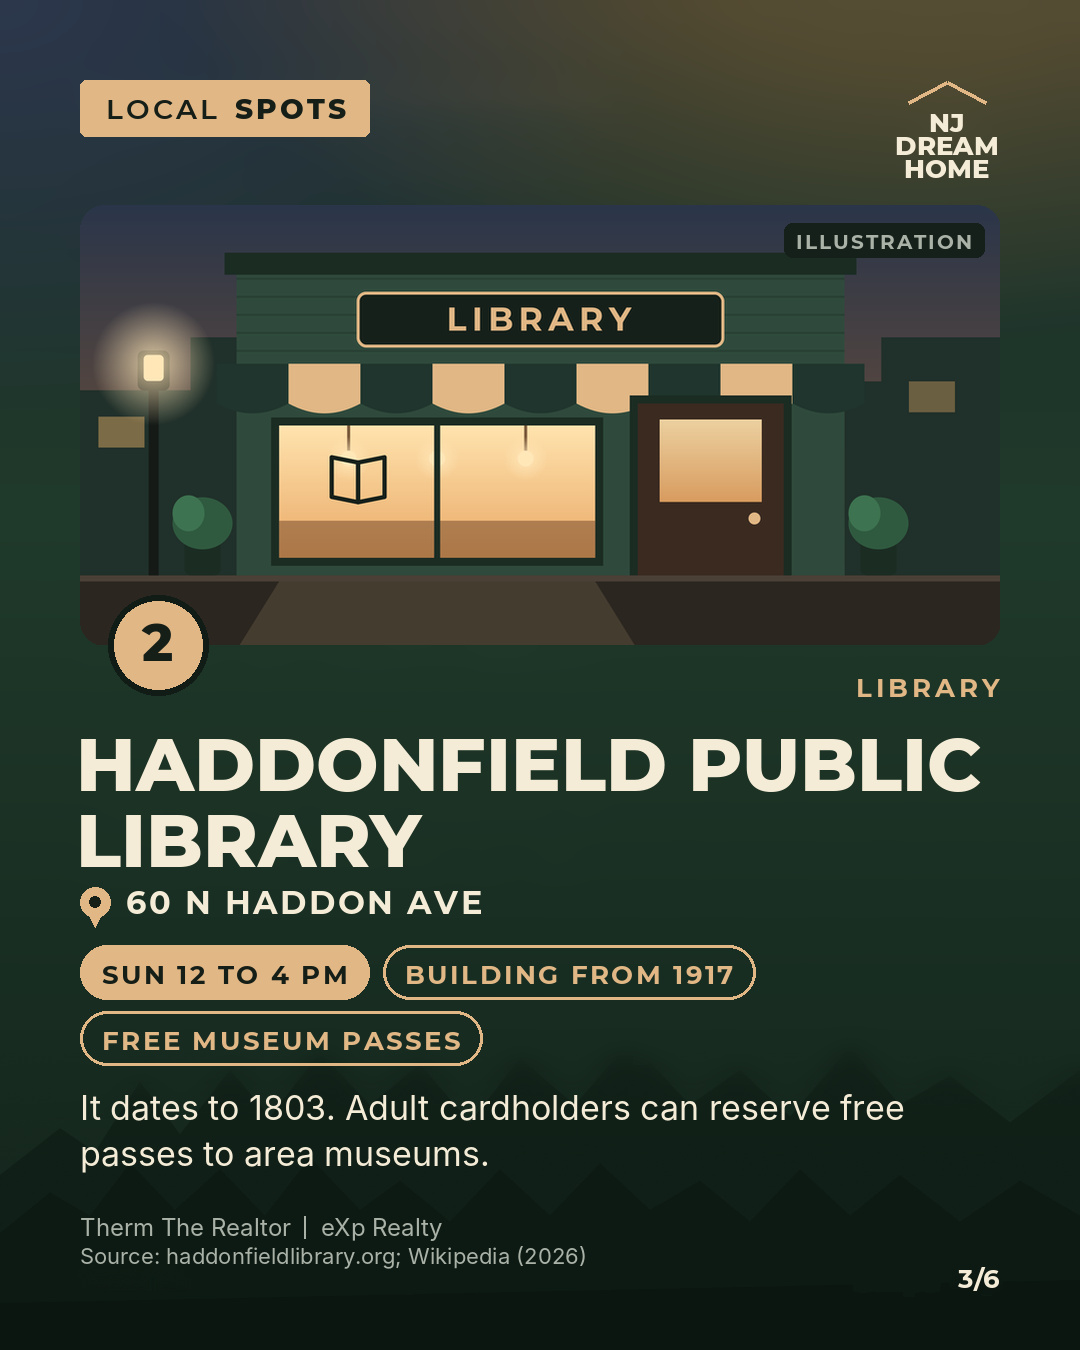 LOCAL SPOTS
NJ
DREAM
HOME
ILLUSTRATION
LIBRARY
2
LIBRARY
HADDONFIELD PUBLIC
LIBRARY
60 N HADDON AVE
SUN 12 TO 4 PM
BUILDING FROM 1917
FREE MUSEUM PASSES
It dates to 1803. Adult cardholders can reserve free
passes to area museums.
Therm The Realtor | eXp Realty
Source: haddonfieldlibrary.org; Wikipedia (2026)
3/6